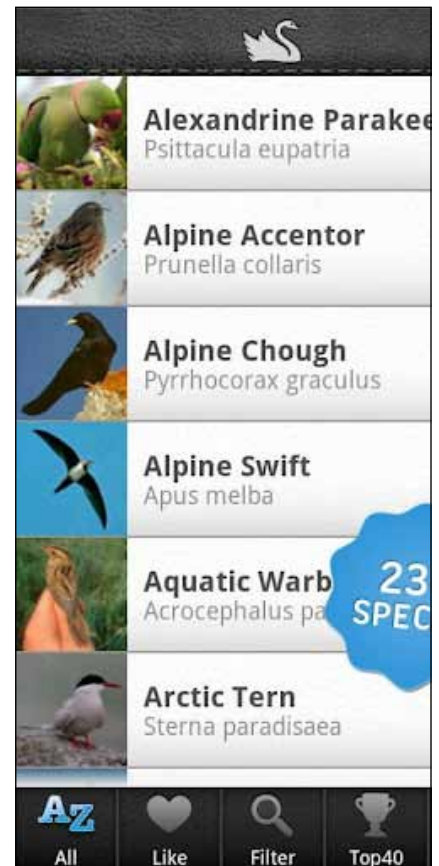 Alexandrine Parakee
Psittacula eupatria
Alpine Accentor
Prunella collaris
Alpine Chough
Pyrrhocorax graculus
Alpine Swift
Apus melba
Aquatic Warb
Acrocephalus pa
23
SPEC
Arctic Tern
Sterna paradisaea
AZ
All
Like
Filter
Top40